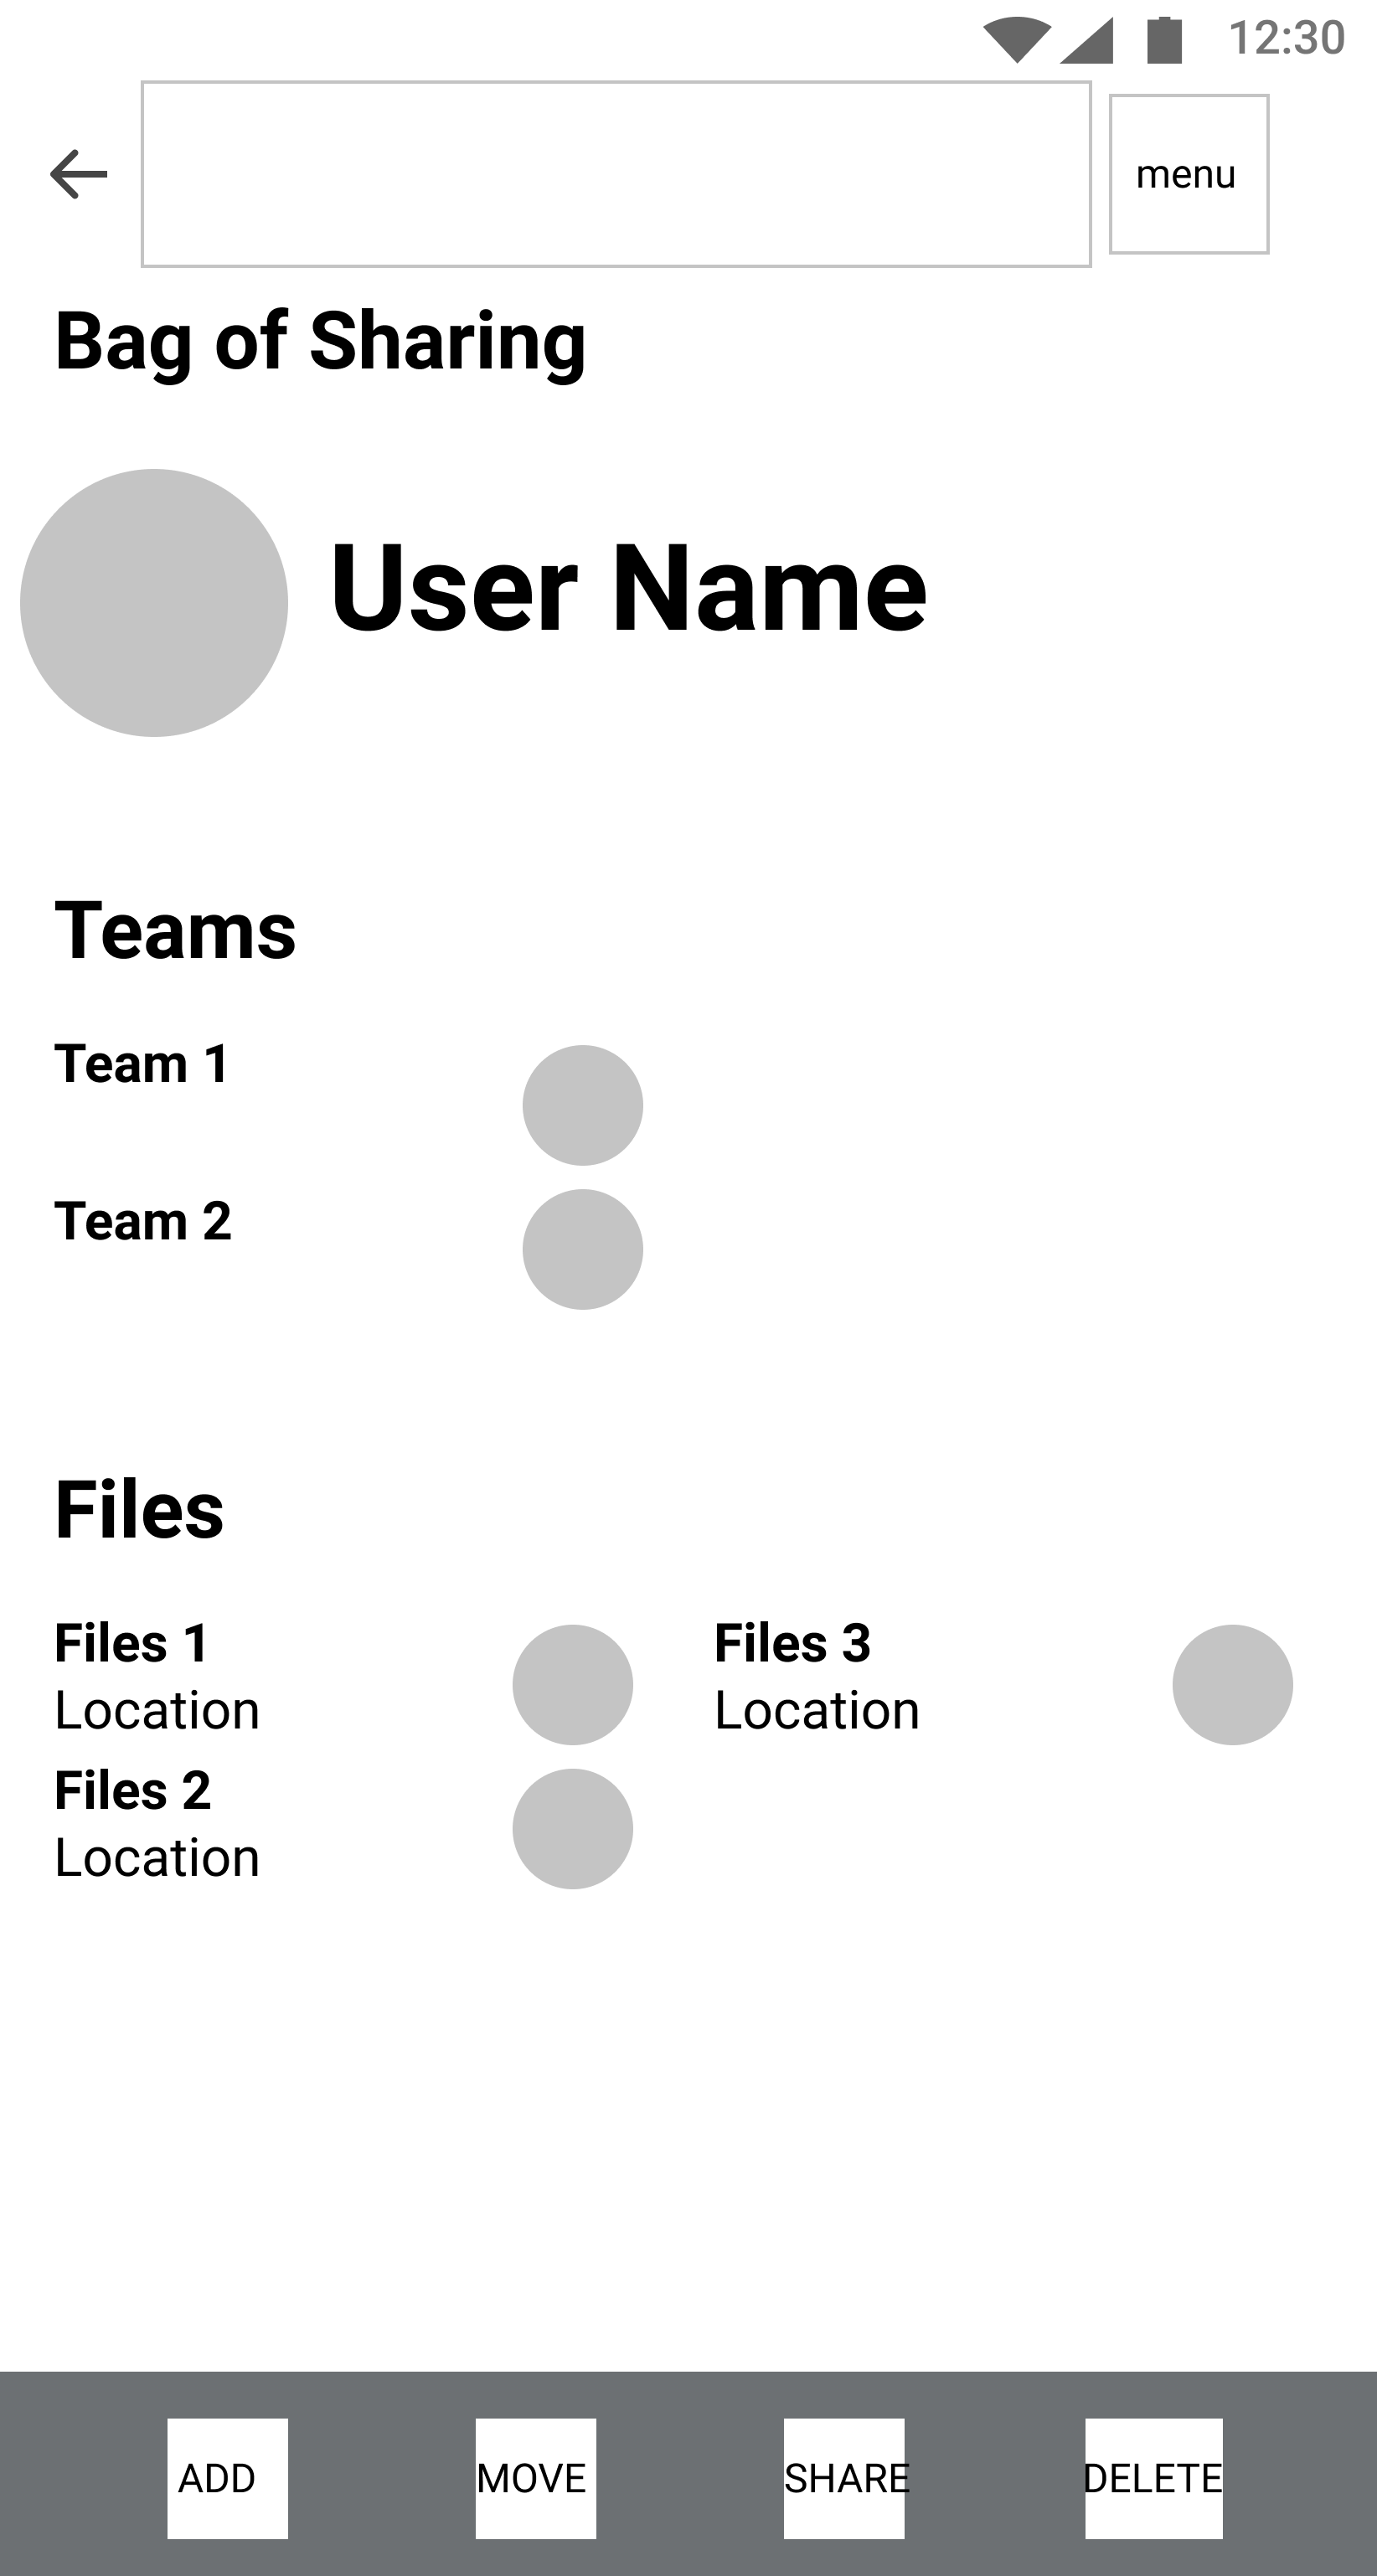 12:30
menu
Bag of Sharing
User Name
Teams
Team 1
Team 2
Files
Files 1
Location
Files 2
Location
Files 3
Location
ADD
MOVE
SHARE
DELETE